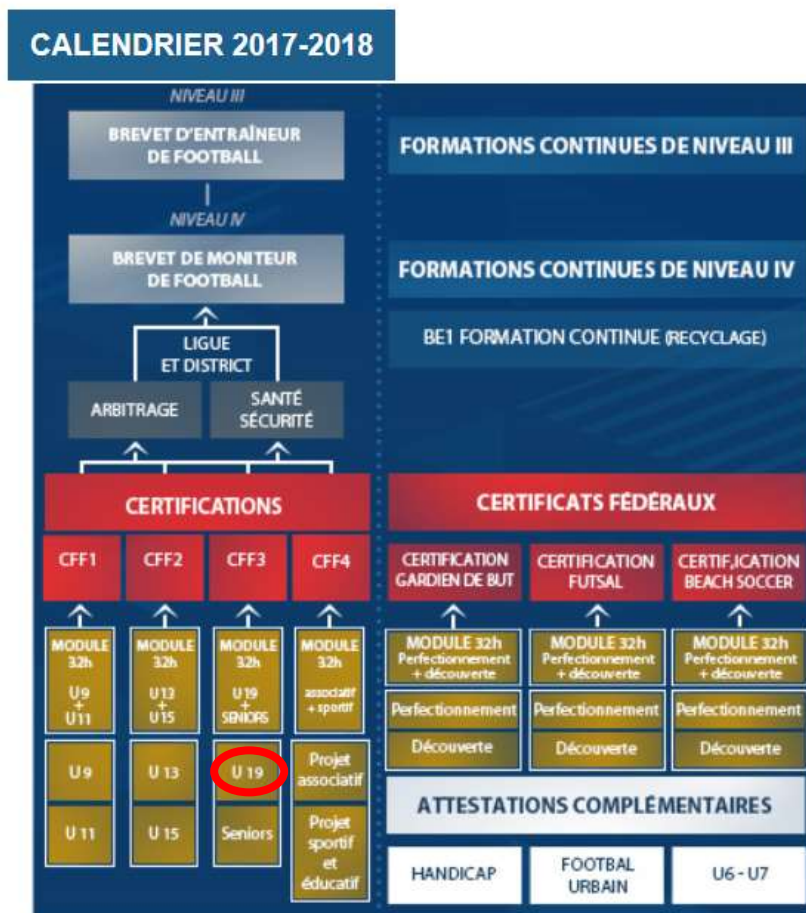 CALENDRIER 2017-2018
NIVEAU III
BREVET D'ENTRAÎNEUR
DE FOOTBALL
NIVEAU IV
BREVET DE MONITEUR
DE FOOTBALL
LIGUE
ET DISTRICT
ARBITRAGE
SANTÉ
SÉCURITÉ
CERTIFICATIONS
CFF1
CFF2
CFF3
CFF4
MODULE
32h
U9
+
U11
MODULE
32h
U13
+
U15
MODULE
32h
U19
+
SENIORS
MODULE
32h
associatif
+ sportif
U 9
U 13
U 19
Projet
associatif
U 11
U 15
Seniors
Projet
sportif
et
éducatif
FORMATIONS CONTINUES DE NIVEAU III
FORMATIONS CONTINUES DE NIVEAU IV
BE1 FORMATION CONTINUE (RECYCLAGE)
CERTIFICATS FÉDÉRAUX
CERTIFICATION
GARDIEN DE BUT
CERTIFICATION
FUTSAL
CERTIF,ICATION
BEACH SOCCER
MODULE 32h
Perfectionnement
+ découverte
MODULE 32h
Perfectionnement
+ découverte
MODULE 32h
Perfectionnement
+ découverte
Perfectionnement
Perfectionnement
Perfectionnement
Découverte
Découverte
Découverte
ATTESTATIONS COMPLÉMENTAIRES
HANDICAP
FOOTBAL
URBAIN
U6 - U7